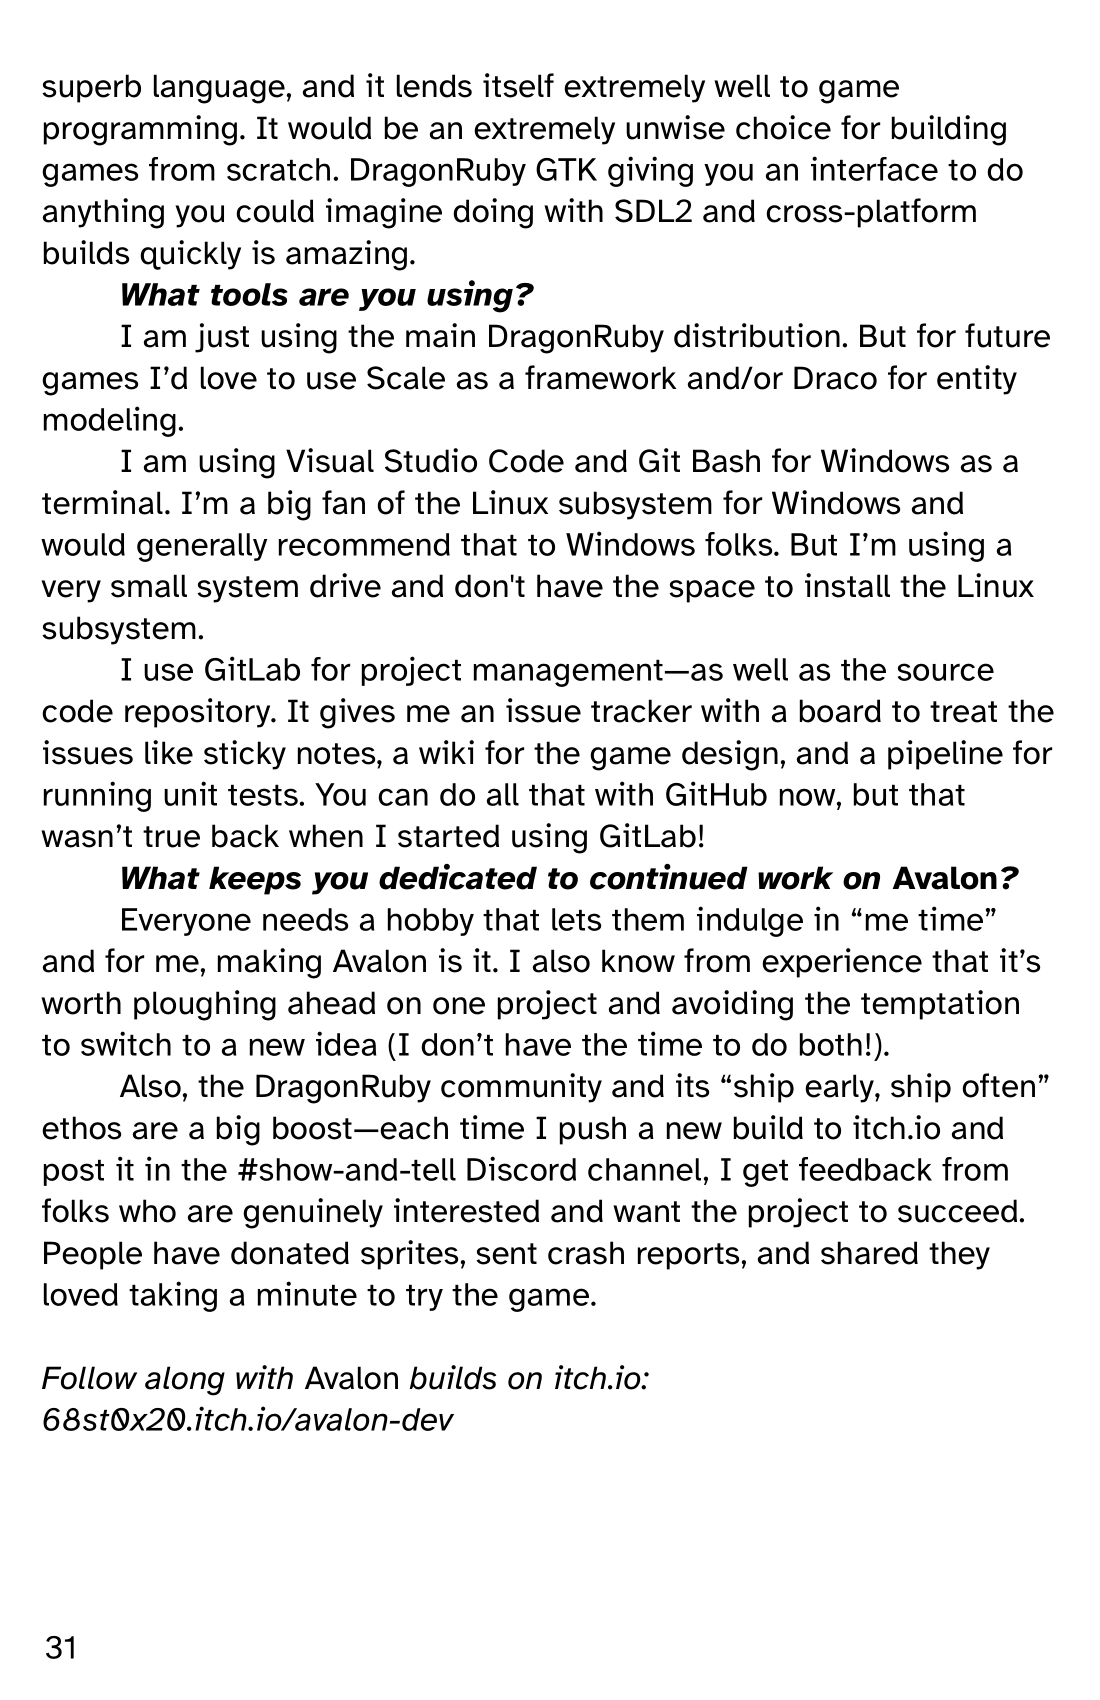 superb language, and it lends itself extremely well to game
programming. It would be an extremely unwise choice for building
games from scratch. DragonRuby GTK giving you an interface to do
anything you could imagine doing with SDL2 and cross-platform
builds quickly is amazing.
What tools are you using?
I am just using the main DragonRuby distribution. But for future
games I’d love to use Scale as a framework and/or Draco for entity
modeling.
I am using Visual Studio Code and Git Bash for Windows as a
terminal. I’m a big fan of the Linux subsystem for Windows and
would generally recommend that to Windows folks. But I’m using a
very small system drive and don't have the space to install the Linux
subsystem.
I use GitLab for project management—as well as the source
code repository. It gives me an issue tracker with a board to treat the
issues like sticky notes, a wiki for the game design, and a pipeline for
running unit tests. You can do all that with GitHub now, but that
wasn’t true back when I started using GitLab!
What keeps you dedicated to continued work on Avalon?
Everyone needs a hobby that lets them indulge in “me time”
and for me, making Avalon is it. I also know from experience that it’s
worth ploughing ahead on one project and avoiding the temptation
to switch to a new idea (I don’t have the time to do both!).
Also, the DragonRuby community and its “ship early, ship often”
ethos are a big boost—each time I push a new build to itch.io and
post it in the #show-and-tell Discord channel, I get feedback from
folks who are genuinely interested and want the project to succeed.
People have donated sprites, sent crash reports, and shared they
loved taking a minute to try the game.
Follow along with Avalon builds on itch.io:
68st0x20.itch.io/avalon-dev
31